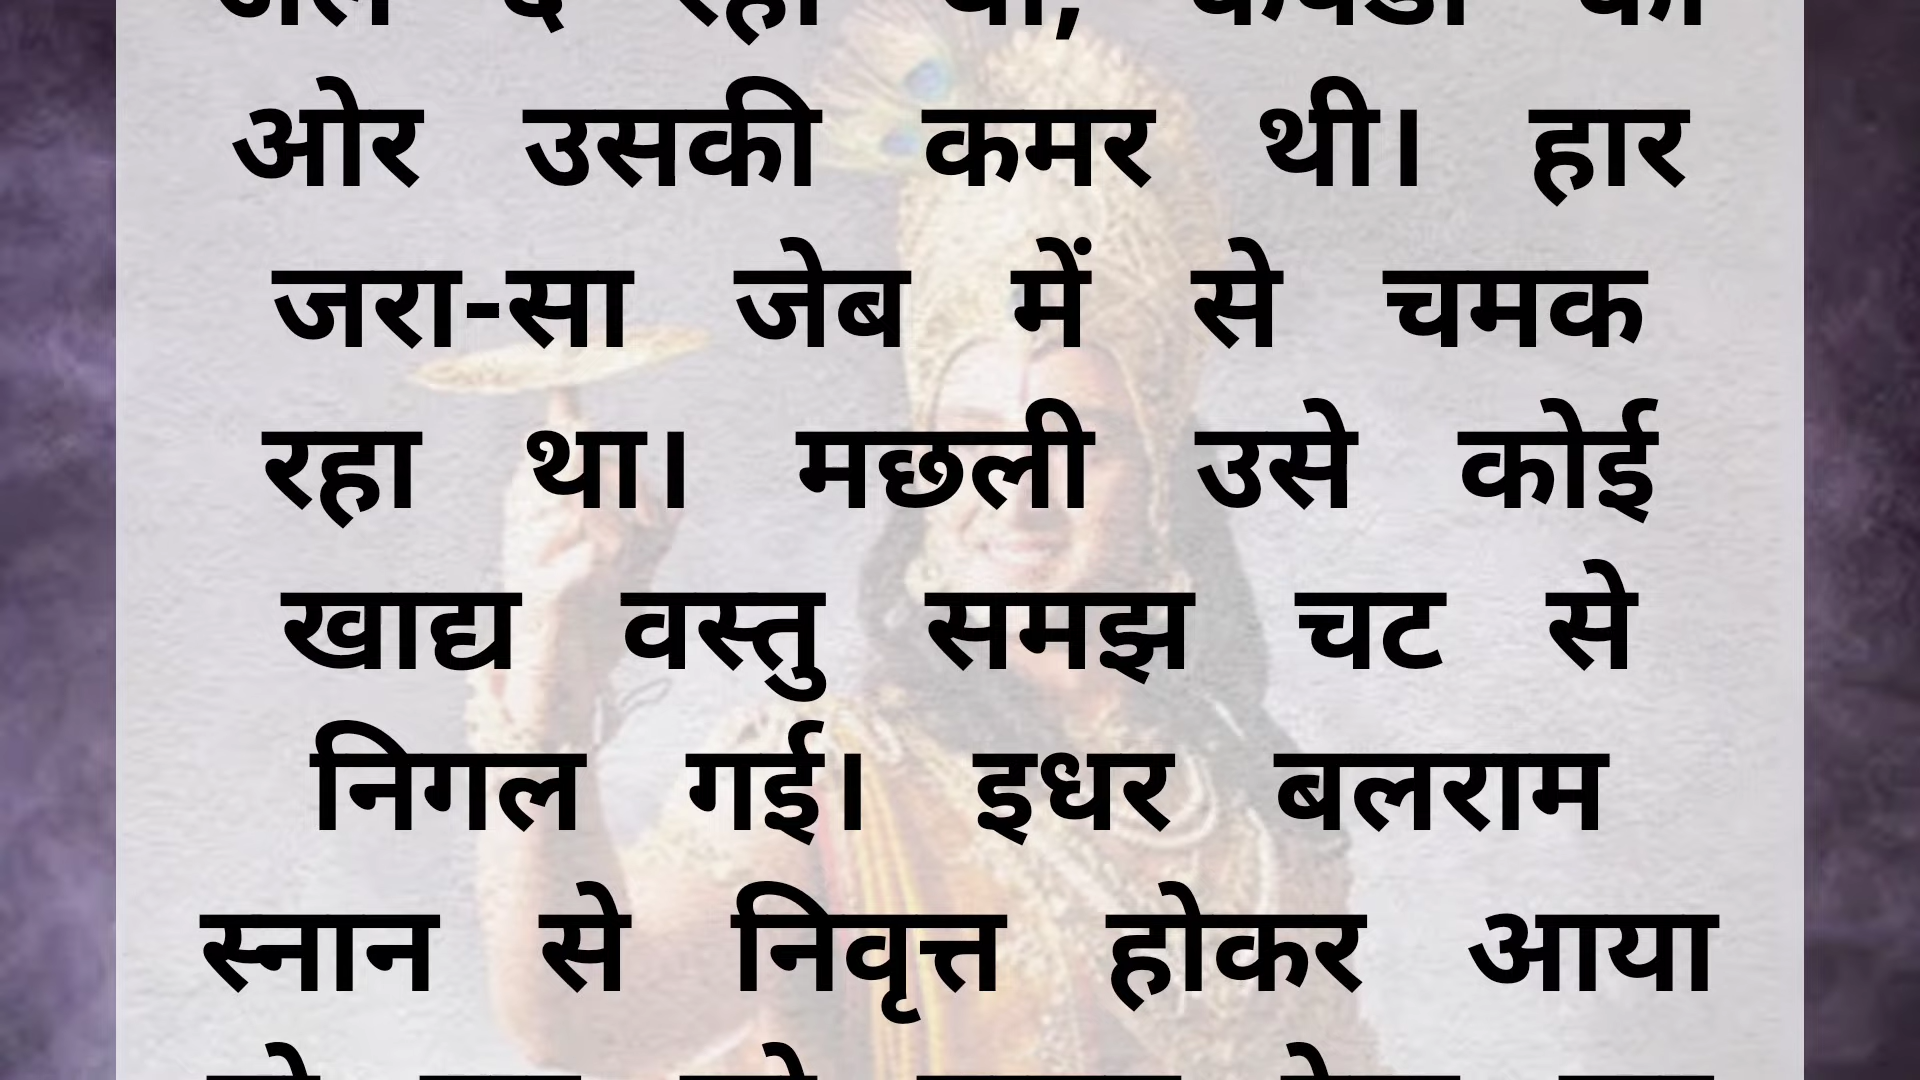 ओर उसकी कमर थी। हार
जरा-सा जेब में से चमक
रहा था। मछली उसे कोई
खाद्य वस्तु समझ चट से
निगल गई। इधर बलराम
स्नान से निवृत्त होकर आया